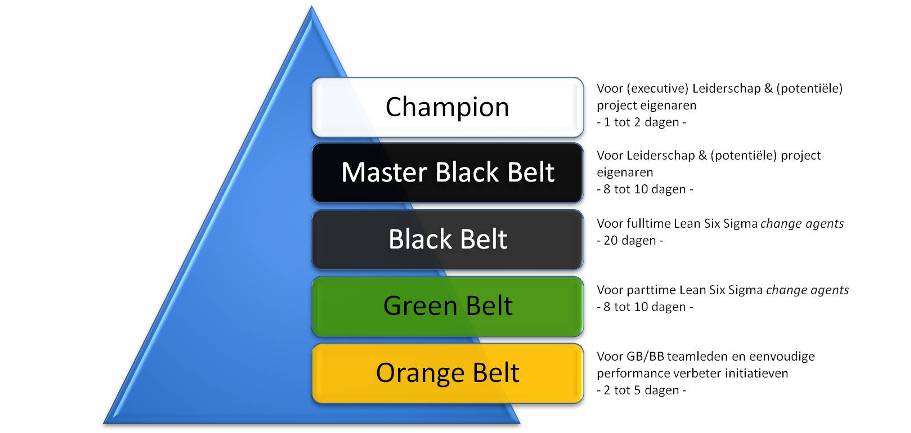 Champion
Voor (executive) Leiderschap & (potentiële)
project eigenaren
- 1 tot 2 dagen -
Master Black Belt
Voor Leiderschap & (potentiële) project
eigenaren
- 8 tot 10 dagen -
Black Belt
Voor fulltime Lean Six Sigma change agents
- 20 dagen -
Green Belt
Voor parttime Lean Six Sigma change agents
- 8 tot 10 dagen -
Orange Belt
Voor GB/BB teamleden en eenvoudige
performance verbeter initiatieven
- 2 tot 5 dagen -